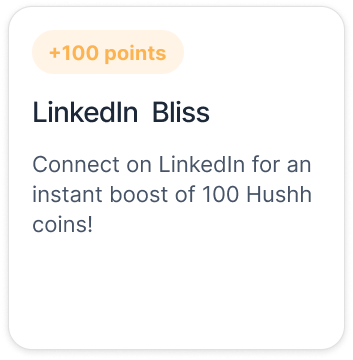 +100 points
LinkedIn  Bliss
Connect on LinkedIn for an
instant boost of 100 Hushh
coins!